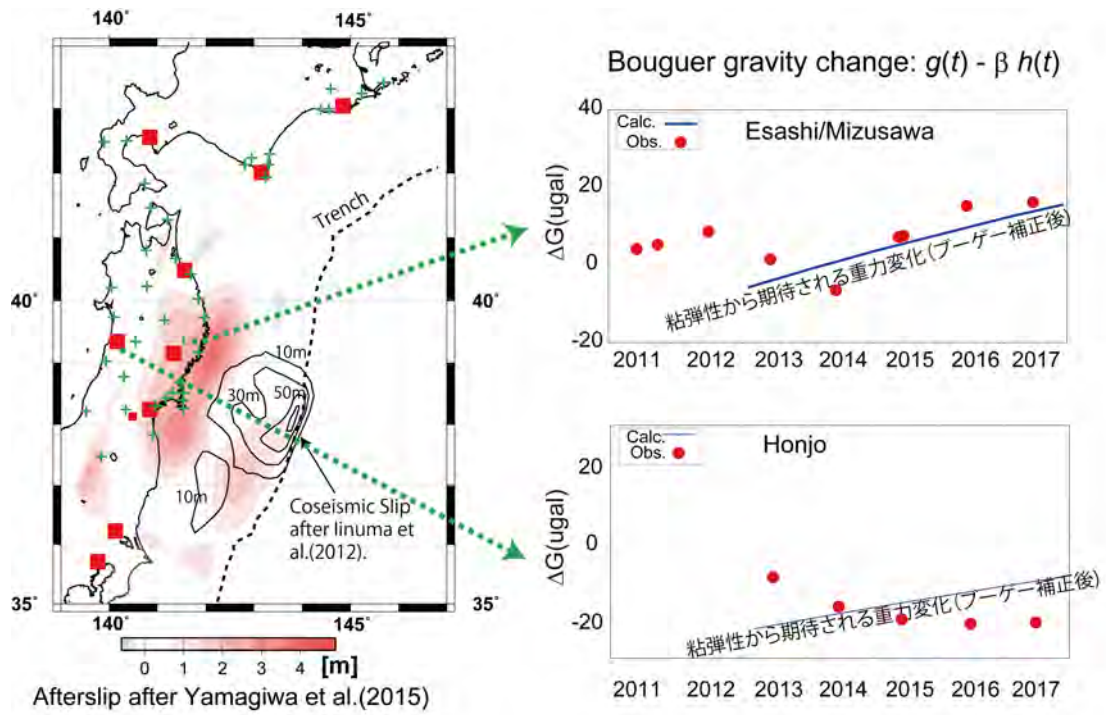 140˚
145˚
40˚
40˚
35˚
35˚
140˚
145˚
Trench
10m
30m
50m
10m
Coseismic Slip
after Iinuma et
al.(2012).
0 1 2 3 4 [m]
Afterslip after Yamagiwa et al.(2015)
Bouguer gravity change: g(t) - β h(t)
Calc.
Obs.
Esashi/Mizusawa
40
20
0
-20
ΔG(ugal)
粘弾性から期待される重力変化(ブーゲー補正後)
2011 2012 2013 2014 2015 2016 2017
Calc.
Obs.
Honjo
20
0
-20
ΔG(ugal)
粘弾性から期待される重力変化(ブーゲー補正後)
2011 2012 2013 2014 2015 2016 2017